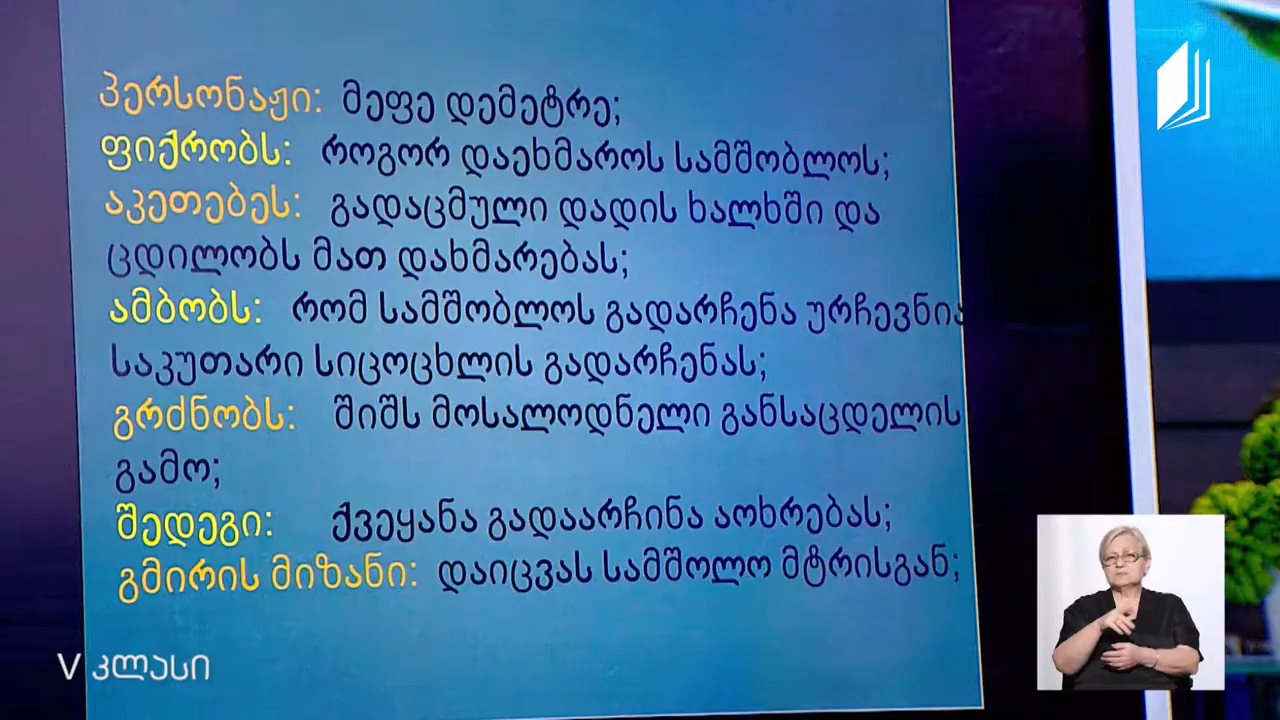 პერსონაჟი: მეფე დემეტრე;
ფიქრობს: როგორ დაეხმაროს სამშობლოს;
აკეთებეს: გადაცმული დადის ხალხში და
ცდილობს მათ დახმარებას;
ამბობს: რომ სამშობლოს გადარჩენა ურჩევნია
საკუთარი სიცოცხლის გადარჩენას;
გრძნობს: შიშს მოსალოდნელი განსაცდელის
გამო;
შედეგი: ქვეყანა გადაარჩინა აოხრებას;
გმირის მიზანი: დაიცვას სამშოლო მტრისგან;
V კლასი